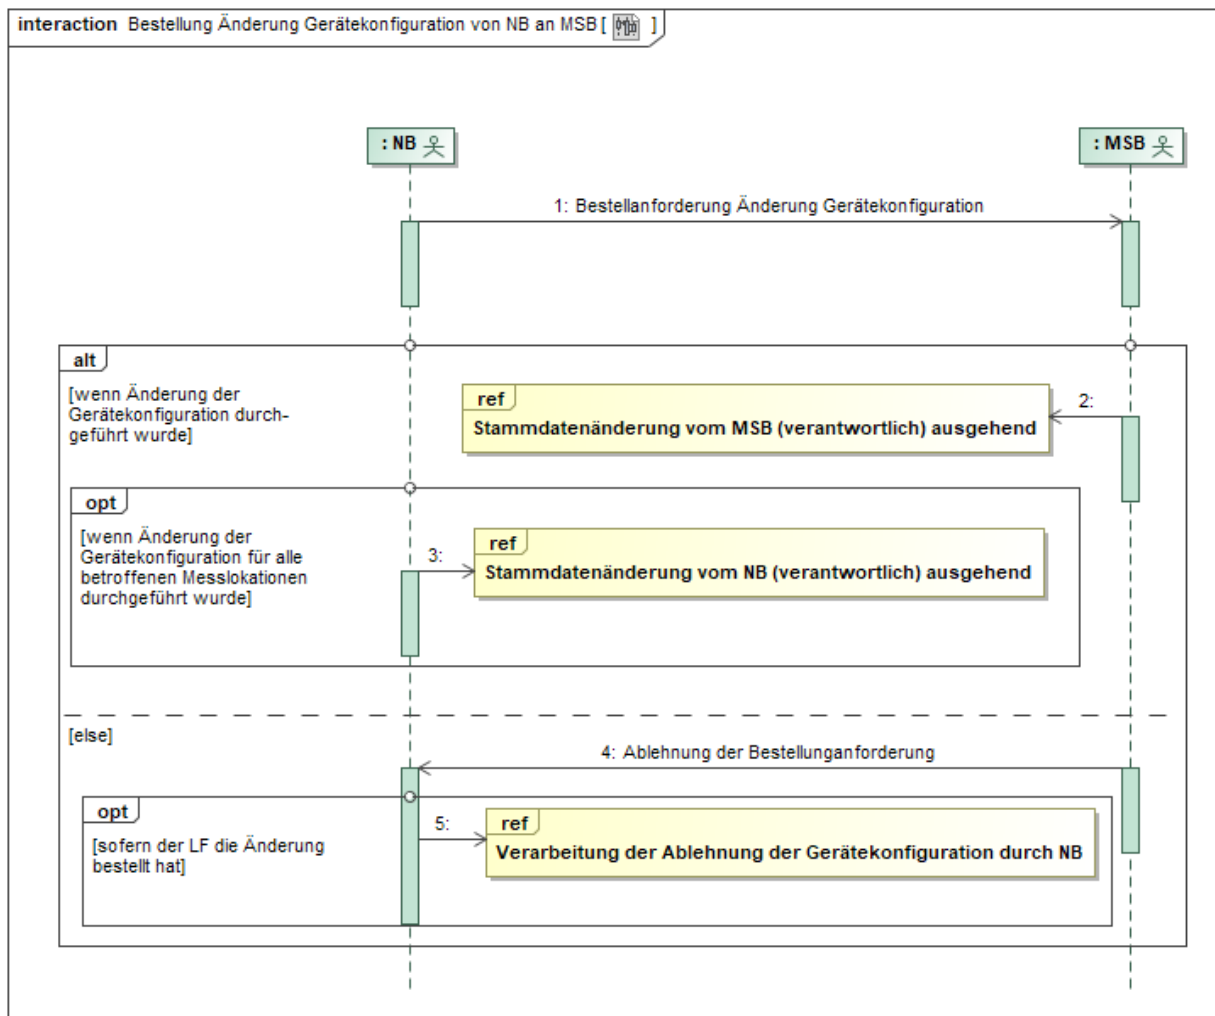 interaction Bestellung Änderung Gerätekonfiguration von NB an MSB [ ]
: NB
: MSB
1: Bestellanforderung Änderung Gerätekonfiguration
alt
[wenn Änderung der
Gerätekonfiguration durch-
geführt wurde]
ref
2:
Stammdatenänderung vom MSB (verantwortlich) ausgehend
opt
[wenn Änderung der
Gerätekonfiguration für alle
betroffenen Messlokationen
durchgeführt wurde]
3:
ref
Stammdatenänderung vom NB (verantwortlich) ausgehend
[else]
4: Ablehnung der Bestellunganforderung
opt
[sofern der LF die Änderung
bestellt hat]
5:
ref
Verarbeitung der Ablehnung der Gerätekonfiguration durch NB